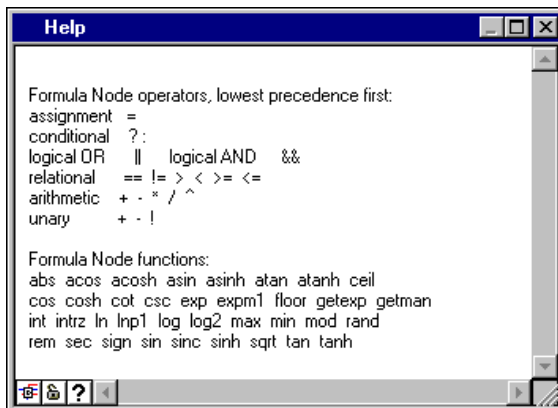 Help
Formula Node operators, lowest precedence first:
assignment =
conditional ? :
logical OR || logical AND &&
relational == != > < >= <=
arithmetic + - * / ^
unary + - !
Formula Node functions:
abs acos acosh asin asinh atan atanh ceil
cos cosh cot csc exp expm1 floor getexp getman
int intrz ln lnp1 log log2 max min mod rand
rem sec sign sin sinc sinh sqrt tan tanh
?